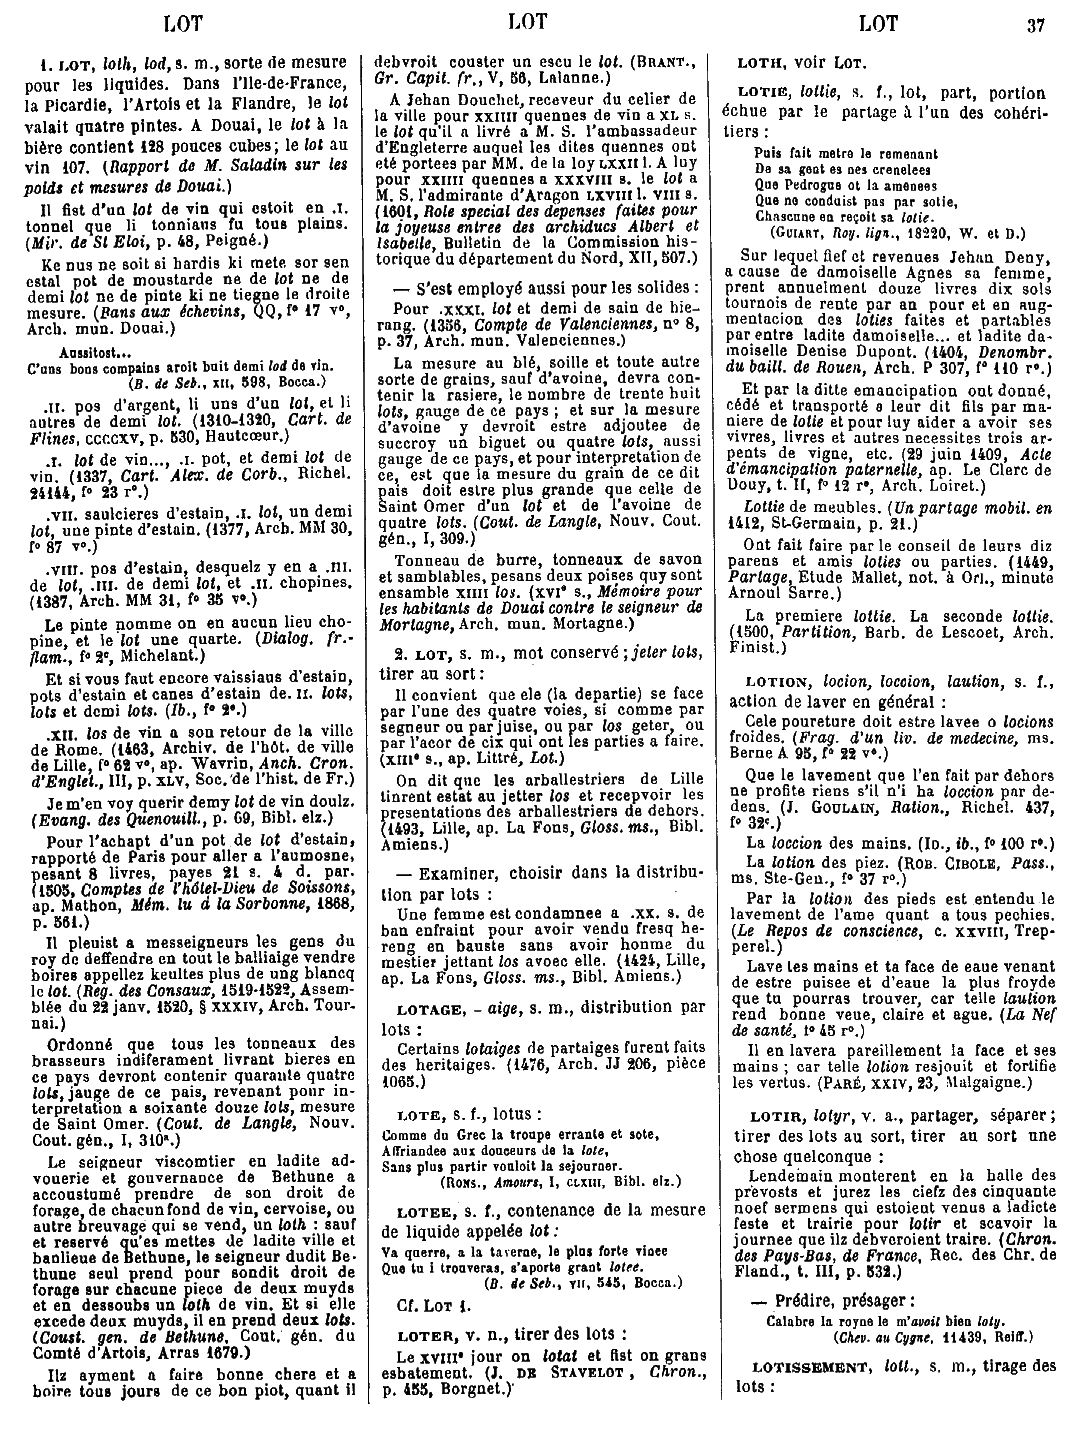 LOT
LOT
LOT
37
1. LOT, loth, lod, s. m., sorte de mesure
pour les liquides. Dans l'Ile-de-France,
la Picardie, l'Artois et la Flandre, le lot
valait quatre pintes. A Douai, le lot à la
bière contient 128 pouces cubes; le lot au
vin 107. (Rapport de M. Saladin sur les
poids et mesures de Douai.)
Il fist d'un lot de vin qui estoit en .I.
tonnel que li tonnians fu tous plains.
(Mir. de St Eloi, p. 48, Peigné.)
Ke nus ne soit si hardis ki mete sor sen
estal pot de moustarde ne de lot ne de
demi lot ne de pinte ki ne tiegne le droite
mesure. (Bans aux échevins, QQ, f° 17 v°,
Arch. mun. Douai.)
Aussitost...
C'uns bons compains aroit buit demi lod de vin.
(B. de Seb., XII, 598, Bocca.)
.II. pos d'argent, li uns d'un lot, et li
autres de demi lot. (1310-1320, Cart. de
Flines, CCCCXV, p. 530, Hautcœur.)
.I. lot de vin..., .I. pot, et demi lot de
vin. (1337, Cart. Alex. de Corb., Richel.
24144, f° 23 r°.)
.VII. saulcieres d'estain, .I. lot, un demi
lot, une pinte d'estain. (1377, Arch. MM 30,
f° 87 v°.)
.VIII. pos d'estain, desquelz y en a .III.
de lot, .III. de demi lot, et .II. chopines.
(1387, Arch. MM 31, f° 35 v°.)
Le pinte nomme on en aucun lieu cho-
pine, et le lot une quarte. (Dialog. fr.-
flam., f° 2c, Michelant.)
Et si vous faut encore vaissiaus d'estain,
pots d'estain et canes d'estain de .II. lots,
lots et demi lots. (Ib., f° 2e.)
.XII. los de vin a son retour de la ville
de Rome. (1463, Archiv. de l'hôt. de ville
de Lille, f° 62 v°, ap. Wavrin, Anch. Cron.
d'Englet., III, p. XLV, Soc. de l'hist. de Fr.)
Je m'en voy querir demy lot de vin doulz.
(Evang. des Quenouill., p. 69, Bibl. elz.)
Pour l'achapt d'un pot de lot d'estain,
rapporté de Paris pour aller a l'aumosne,
pesant 8 livres, payes 21 s. 4 d. par.
(1505, Comptes de l'hôtel-Dieu de Soissons,
ap. Mathon, Mém. lu à la Sorbonne, 1868,
p. 561.)
Il pleuist a messeigneurs les gens du
roy de deffendre en tout le balliaige vendre
boires appellez keultes plus de ung blancq
le lot. (Reg. des Consaux, 1519-1522, Assem-
blée du 22 janv. 1520, § XXXIV, Arch. Tour-
nai.)
Ordonné que tous les tonneaux des
brasseurs indiferament livrant bieres en
ce pays devront contenir quarante quatre
lots, jauge de ce pais, revenant pour in-
terpretation a soixante douze lots, mesure
de Saint Omer. (Cout. de Langle, Nouv.
Cout. gén., I, 310a.)
Le seigneur viscomtier en ladite ad-
vouerie et gouvernance de Bethune a
accoustumé prendre de son droit de
forage, de chacun fond de vin, cervoise, ou
autre breuvage qui se vend, un loth : sauf
et reservé qu'es mettes de ladite ville et
banlieue de Bethune, le seigneur dudit Be-
thune seul prend pour sondit droit de
forage sur chacune piece de deux muyds
et en dessoubs un loth de vin. Et si elle
excede deux muyds, il en prend deux lots.
(Coust. gen. de Bethune, Cout. gén. du
Comté d'Artois, Arras 1679.)
Ilz ayment a faire bonne chere et a
boire tous jours de ce bon piot, quant il
debvroit couster un escu le lot. (BRANT.,
Gr. Capit. fr., V, 56, Lalanne.)
A Jehan Douchet, receveur du celier de
la ville pour XXIIII quennes de vin a XL s.
le lot qu'il a livré a M. S. l'ambassadeur
d'Engleterre auquel les dites quennes ont
eté portees par MM. de la loy LXXII l. A luy
pour XXIIII quennes a XXXVIII s. le lot a
M. S. l'admirante d'Aragon LXVIII l. VIII s.
(1601, Role special des depenses faites pour
la joyeuse entree des archiducs Albert et
Isabelle, Bulletin de la Commission his-
torique du département du Nord, XII, 507.)
— S'est employé aussi pour les solides :
Pour .XXXI. lot et demi de sain de hie-
rang. (1356, Compte de Valenciennes, n° 8,
p. 37, Arch. mun. Valenciennes.)
La mesure au blé, soille et toute autre
sorte de grains, sauf d'avoine, devra con-
tenir la rasiere, le nombre de trente huit
lots, gauge de ce pays ; et sur la mesure
d'avoine y devroit estre adjoutee de
succroy un biguet ou quatre lots, aussi
gauge de ce pays, et pour interpretation de
ce, est que la mesure du grain de ce dit
pais doit estre plus grande que celle de
Saint Omer d'un lot et de l'avoine de
quatre lots. (Cout. de Langle, Nouv. Cout.
gén., I, 309.)
Tonneau de burre, tonneaux de savon
et samblables, pesans deux poises quy sont
ensamble XIIII los. (XVIe s., Mémoire pour
les habitants de Douai contre le seigneur de
Mortagne, Arch. mun. Mortagne.)
2. LOT, s. m., mot conservé ; jeter lots,
tirer au sort :
Il convient que ele (la departie) se face
par l'une des quatre voies, si comme par
segneur ou par juise, ou par los geter, ou
par l'acor de cix qui ont les parties a faire.
(XIIIe s., ap. Littré, Lot.)
On dit que les arballestriers de Lille
tinrent estat au jetter los et recepvoir les
presentations des arballestriers de dehors.
(1493, Lille, ap. La Fons, Gloss. ms., Bibl.
Amiens.)
— Examiner, choisir dans la distribu-
tion par lots :
Une femme est condamnee a .XX. s. de
ban enfraint pour avoir vendu fresq he-
reng en bauste sans avoir homme du
mestier jettant los avoec elle. (1424, Lille,
ap. La Fons, Gloss. ms., Bibl. Amiens.)
LOTAGE, - aige, s. m., distribution par
lots :
Certains lotaiges de partaiges furent faits
des heritaiges. (1476, Arch. JJ 206, pièce
1065.)
LOTE, s. f., lotus :
Comme du Grec la troupe errante et sote,
Affriandee aux douceurs de la lote,
Sans plus partir vouloit la sejourner.
(RONS., Amours, I, CLXIII, Bibl. elz.)
LOTEE, s. f., contenance de la mesure
de liquide appelée lot :
Va querre, a la taverne, le plus forte vinee
Que tu i trouveras, s'aporte grant lotee.
(B. de Seb., VII, 545, Bocca.)
Cf. LOT 1.
LOTER, v. n., tirer des lots :
Le XVIIIe jour on lotat et fist on grans
esbatement. (J. DE STAVELOT, Chron.,
p. 455, Borgnet.)
LOTH, voir LOT.
LOTIE, lottie, s. f., lot, part, portion
échue par le partage à l'un des cohéri-
tiers :
Puis fait metre le remenant
De sa gent es nes crenelees
Que Pedrogue ot la amenees
Que ne conduist pas par sotie,
Chascune en reçoit sa lotie.
(GUIART, Roy. lign., 18220, W. et D.)
Sur lequel fief et revenues Jehan Deny,
a cause de damoiselle Agnes sa femme,
prent annuelment douze livres dix sols
tournois de rente par an pour et en aug-
mentacion des loties faites et partables
par entre ladite damoiselle... et ladite da-
moiselle Denise Dupont. (1404, Denombr.
du baill. de Rouen, Arch. P 307, f° 110 r°.)
Et par la ditte emancipation ont donné,
cédé et transporté a leur dit fils par ma-
niere de lotie et pour luy aider a avoir ses
vivres, livres et autres necessites trois ar-
pents de vigne, etc. (29 juin 1409, Acte
d'émancipation paternelle, ap. Le Clerc de
Douy, t. II, f° 12 r°, Arch. Loiret.)
Lottie de meubles. (Un partage mobil. en
1412, St-Germain, p. 21.)
Ont fait faire par le conseil de leurs diz
parens et amis loties ou parties. (1449,
Partage, Etude Mallet, not. à Orl., minute
Arnoul Sarre.)
La premiere lottie. La seconde lottie.
(1500, Partition, Barb. de Lescoet, Arch.
Finist.)
LOTION, locion, loccion, laution, s. f.,
action de laver en général :
Cele poureture doit estre lavee o locions
froides. (Frag. d'un liv. de medecine, ms.
Berne A 95, f° 22 v°.)
Que le lavement que l'en fait par dehors
ne profite riens s'il n'i ha loccion par de-
dens. (J. GOULAIN, Ration., Richel. 437,
f° 32c.)
La loccion des mains. (ID., ib., f° 100 r°.)
La lotion des piez. (ROB. CIBOLE, Pass.,
ms. Ste-Gen., f° 37 r°.)
Par la lotion des pieds est entendu le
lavement de l'ame quant a tous pechies.
(Le Repos de conscience, c. XXVIII, Trep-
perel.)
Lave tes mains et ta face de eaue venant
de estre puisee et d'eaue la plus froyde
que tu pourras trouver, car telle laution
rend bonne veue, claire et ague. (La Nef
de santé, f° 45 r°.)
Il en lavera pareillement la face et ses
mains ; car telle lotion resjouit et fortifie
les vertus. (PARÉ, XXIV, 23, Malgaigne.)
LOTIR, lotyr, v. a., partager, séparer ;
tirer des lots au sort, tirer au sort une
chose quelconque :
Lendemain monterent en la halle des
prevosts et jurez les ciefz des cinquante
noef sermens qui estoient venus a ladicte
feste et trairie pour lotir et scavoir la
journee que ilz debveroient traire. (Chron.
des Pays-Bas, de France, Rec. des Chr. de
Fland., t. III, p. 532.)
— Prédire, présager :
Calabre la royne le m'avoit bien loty.
(Chev. au Cygne, 11439, Reiff.)
LOTISSEMENT, lott., s. m., tirage des
lots :